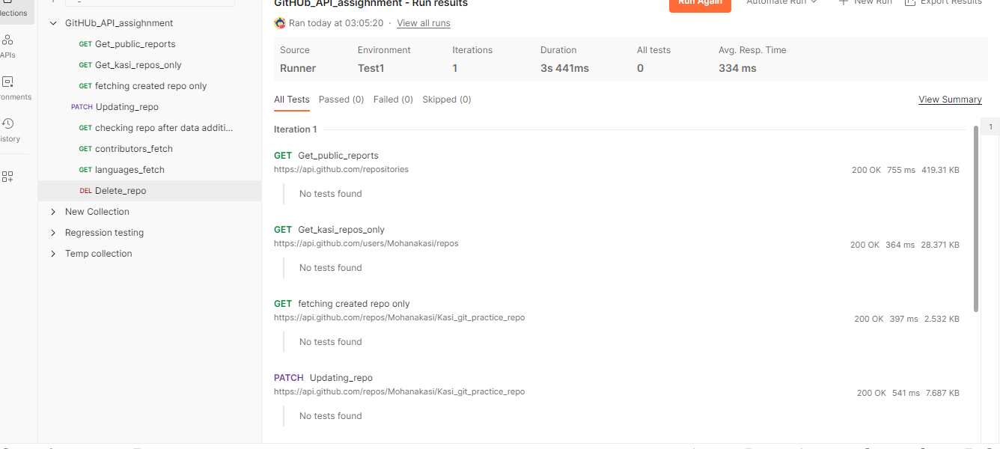 GitHUb_API_assighnment - Run results
Run Again
Automate Run
New Run
Export Results
Ran today at 03:05:20 · View all runs
Source Environment Iterations Duration All tests Avg. Resp. Time
Runner Test1 1 3s 441ms 0 334 ms
All Tests Passed (0) Failed (0) Skipped (0) View Summary
Iteration 1
1
GET Get_public_reports
https://api.github.com/repositories
200 OK 755 ms 419.31 KB
No tests found
GET Get_kasi_repos_only
https://api.github.com/users/Mohanakasi/repos
200 OK 364 ms 28.371 KB
No tests found
GET fetching created repo only
https://api.github.com/repos/Mohanakasi/Kasi_git_practice_repo
200 OK 397 ms 2.532 KB
No tests found
PATCH Updating_repo
https://api.github.com/repos/Mohanakasi/Kasi_git_practice_repo
200 OK 541 ms 7.687 KB
No tests found
lections
APIs
ronments
istory
GitHUb_API_assighnment
GET Get_public_reports
GET Get_kasi_repos_only
GET fetching created repo only
PATCH Updating_repo
GET checking repo after data additi...
GET contributors_fetch
GET languages_fetch
DEL Delete_repo
New Collection
Regression testing
Temp collection